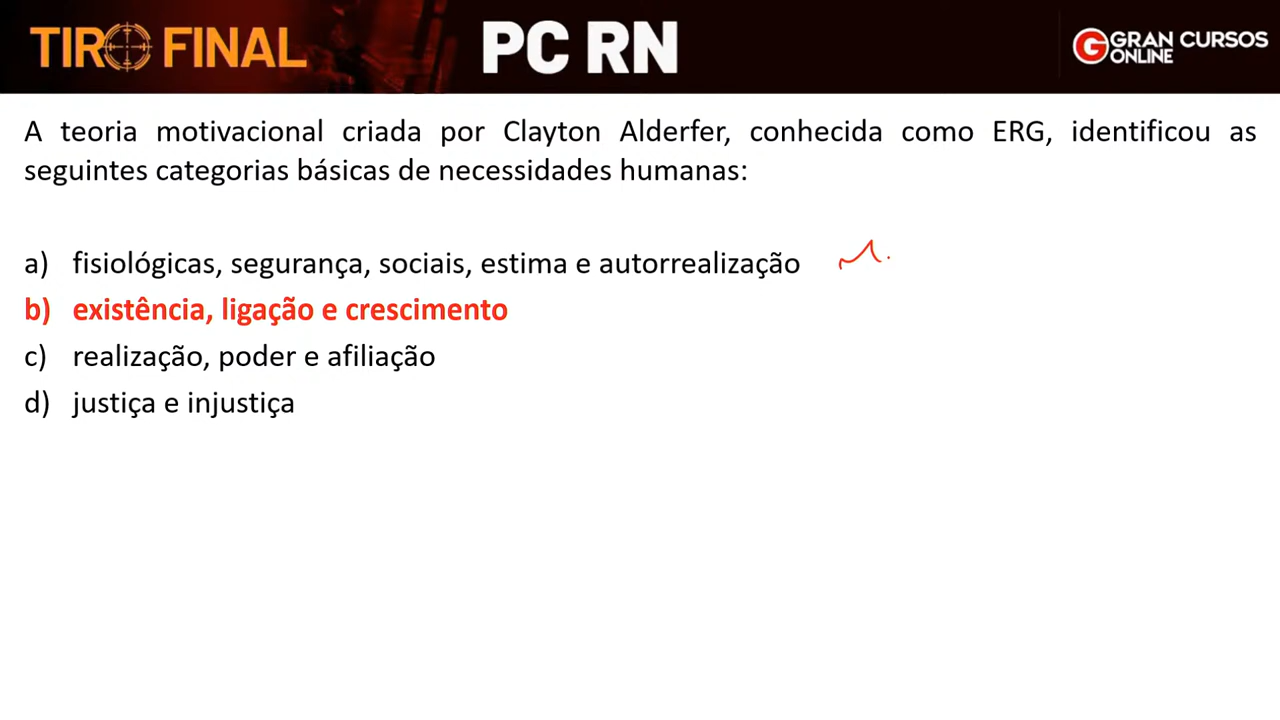 TIRO FINAL
PC RN
GRAN CURSOS
ONLINE
A teoria motivacional criada por Clayton Alderfer, conhecida como ERG, identificou as
seguintes categorias básicas de necessidades humanas:
a) fisiológicas, segurança, sociais, estima e autorrealização
b) existência, ligação e crescimento
c) realização, poder e afiliação
d) justiça e injustiça